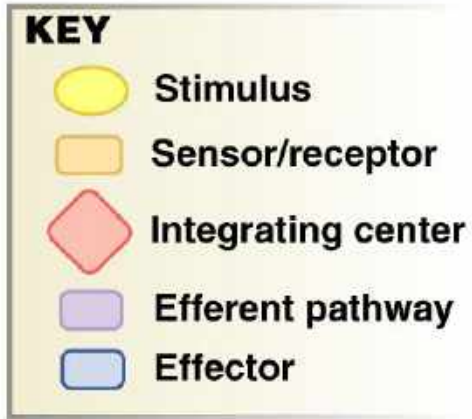 KEY
Stimulus
Sensor/receptor
Integrating center
Efferent pathway
Effector